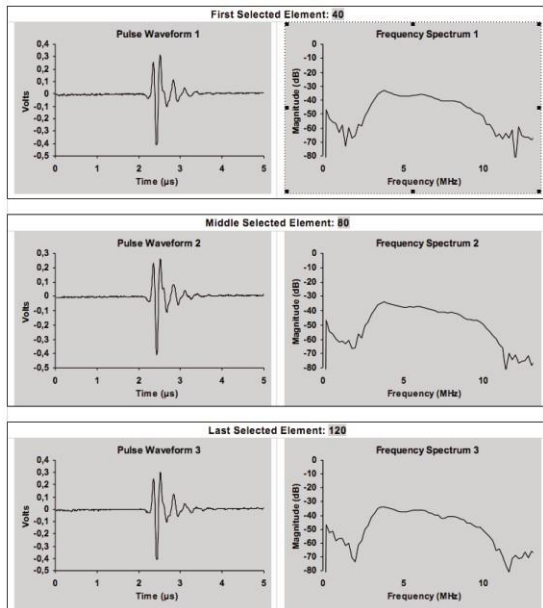 First Selected Element: 40
Pulse Waveform 1
0,4
0,3
0,2
0,1
0
-0,1
-0,2
-0,3
-0,4
-0,5
Volts
0 1 2 3 4 5
Time (µs)
Frequency Spectrum 1
0
-10
-20
-30
-40
-50
-60
-70
-80
Magnitude (dB)
0 5 10
Frequency (MHz)
Middle Selected Element: 80
Pulse Waveform 2
0,3
0,2
0,1
0
-0,1
-0,2
-0,3
-0,4
-0,5
Volts
0 1 2 3 4 5
Time (µs)
Frequency Spectrum 2
0
-10
-20
-30
-40
-50
-60
-70
-80
Magnitude (dB)
0 5 10
Frequency (MHz)
Last Selected Element: 120
Pulse Waveform 3
0,4
0,3
0,2
0,1
0
-0,1
-0,2
-0,3
-0,4
-0,5
Volts
0 1 2 3 4 5
Time (µs)
Frequency Spectrum 3
0
-10
-20
-30
-40
-50
-60
-70
-80
Magnitude (dB)
0 5 10
Frequency (MHz)